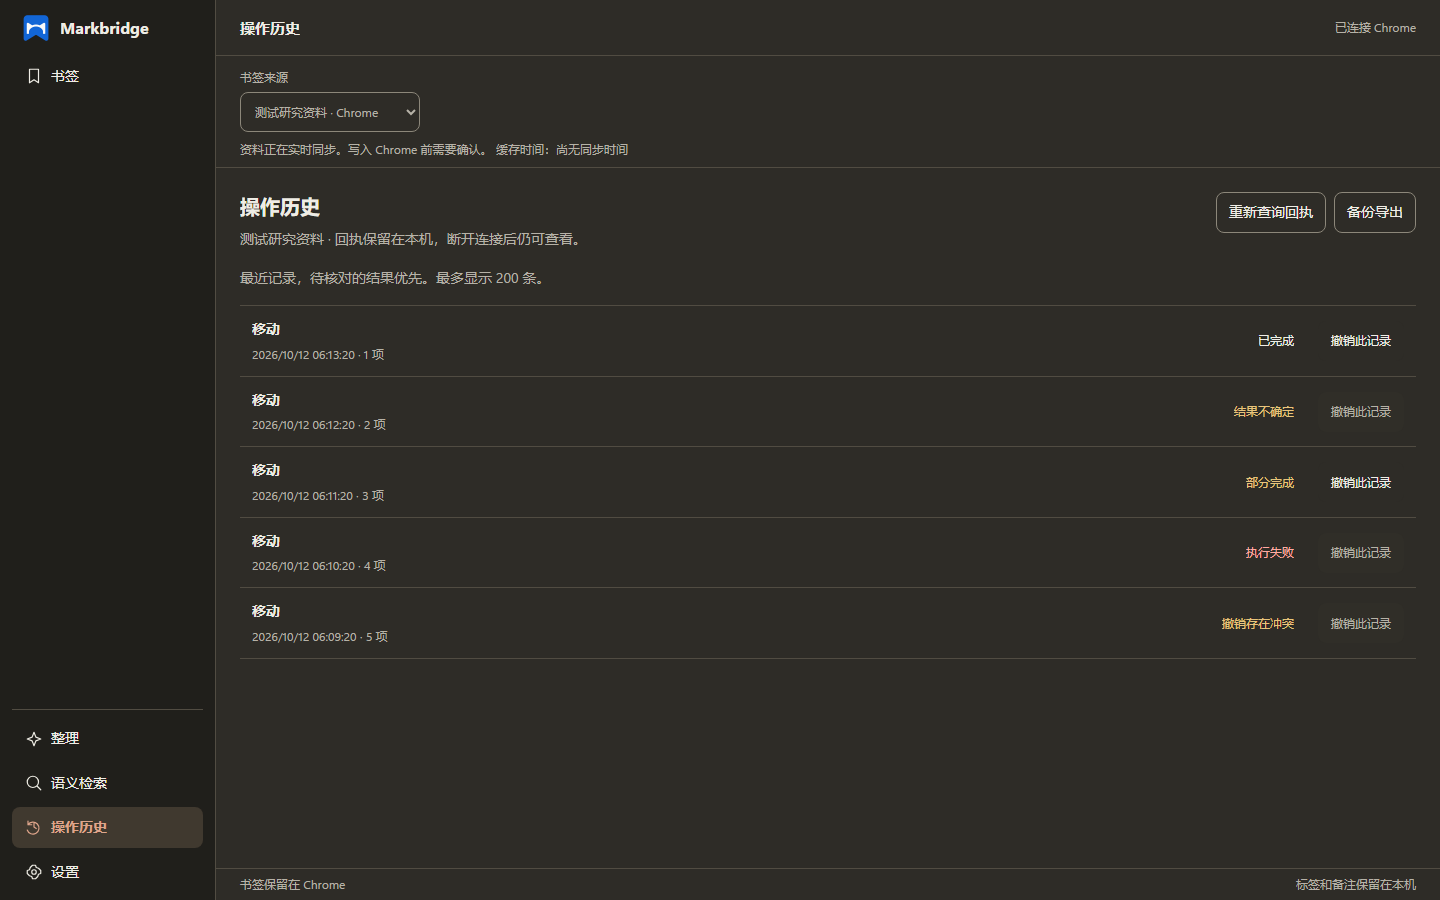 Markbridge
书签
整理
语义检索
操作历史
设置
操作历史
已连接 Chrome
书签来源
测试研究资料 · Chrome
资料正在实时同步。写入 Chrome 前需要确认。 缓存时间：尚无同步时间
操作历史
测试研究资料 · 回执保留在本机，断开连接后仍可查看。
重新查询回执
备份导出
最近记录，待核对的结果优先。最多显示 200 条。
移动
2026/10/12 06:13:20 · 1 项
已完成
撤销此记录
移动
2026/10/12 06:12:20 · 2 项
结果不确定
撤销此记录
移动
2026/10/12 06:11:20 · 3 项
部分完成
撤销此记录
移动
2026/10/12 06:10:20 · 4 项
执行失败
撤销此记录
移动
2026/10/12 06:09:20 · 5 项
撤销存在冲突
撤销此记录
书签保留在 Chrome
标签和备注保留在本机